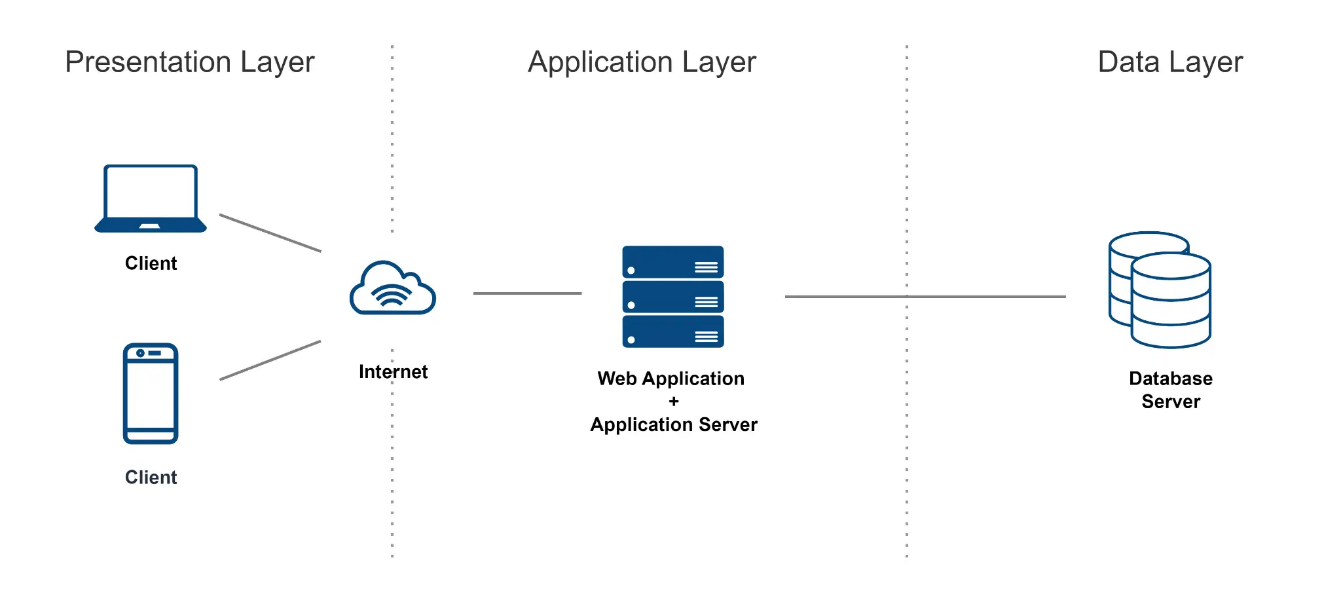 Presentation Layer
Application Layer
Data Layer
Client
Client
Internet
Web Application
+
Application Server
Database
Server